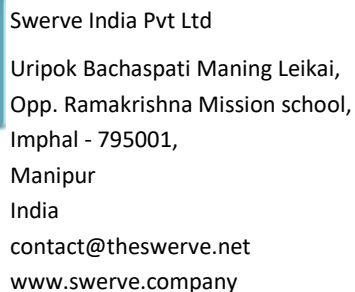 Swerve India Pvt Ltd
Uripok Bachaspati Maning Leikai,
Opp. Ramakrishna Mission school,
Imphal - 795001,
Manipur
India
contact@theswerve.net
www.swerve.company